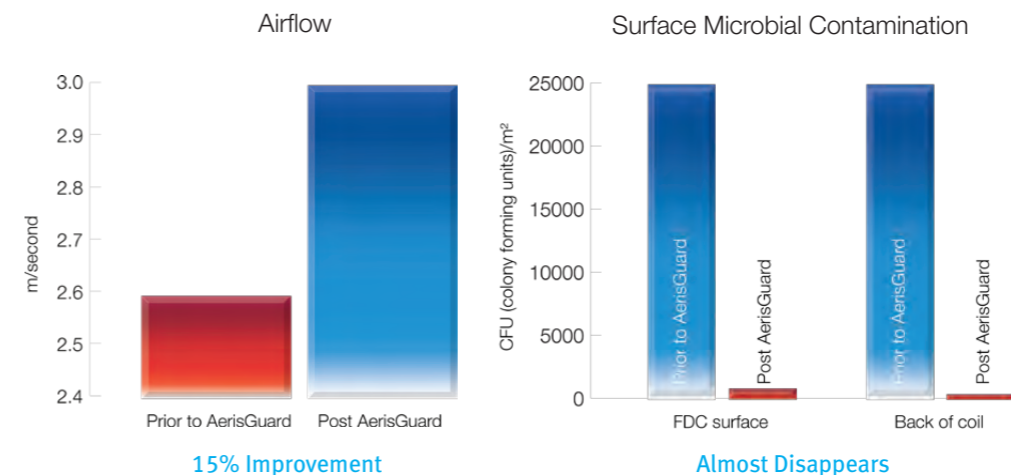 Airflow
m/second
3.0
2.9
2.8
2.7
2.6
2.5
2.4
Prior to AerisGuard
Post AerisGuard
15% Improvement
Surface Microbial Contamination
CFU (colony forming units)/m²
25000
20000
15000
10000
5000
0
Prior to AerisGuard
Post AerisGuard
Prior to AerisGuard
Post AerisGuard
FDC surface
Back of coil
Almost Disappears